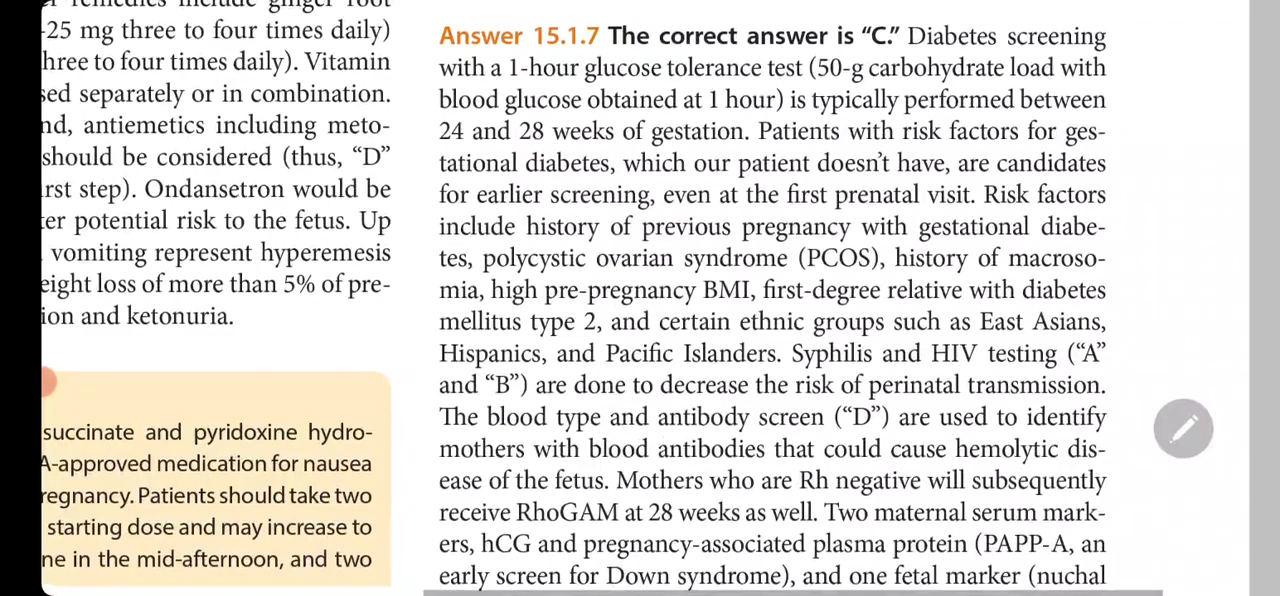 25 mg three to four times daily)
three to four times daily). Vitamin
sed separately or in combination.
nd, antiemetics including meto-
should be considered (thus, “D”
rst step). Ondansetron would be
er potential risk to the fetus. Up
vomiting represent hyperemesis
eight loss of more than 5% of pre-
ion and ketonuria.
succinate and pyridoxine hydro-
A-approved medication for nausea
regnancy. Patients should take two
starting dose and may increase to
ne in the mid-afternoon, and two
Answer 15.1.7 The correct answer is “C.” Diabetes screening
with a 1-hour glucose tolerance test (50-g carbohydrate load with
blood glucose obtained at 1 hour) is typically performed between
24 and 28 weeks of gestation. Patients with risk factors for ges-
tational diabetes, which our patient doesn’t have, are candidates
for earlier screening, even at the first prenatal visit. Risk factors
include history of previous pregnancy with gestational diabe-
tes, polycystic ovarian syndrome (PCOS), history of macroso-
mia, high pre-pregnancy BMI, first-degree relative with diabetes
mellitus type 2, and certain ethnic groups such as East Asians,
Hispanics, and Pacific Islanders. Syphilis and HIV testing (“A”
and “B”) are done to decrease the risk of perinatal transmission.
The blood type and antibody screen (“D”) are used to identify
mothers with blood antibodies that could cause hemolytic dis-
ease of the fetus. Mothers who are Rh negative will subsequently
receive RhoGAM at 28 weeks as well. Two maternal serum mark-
ers, hCG and pregnancy-associated plasma protein (PAPP-A, an
early screen for Down syndrome), and one fetal marker (nuchal